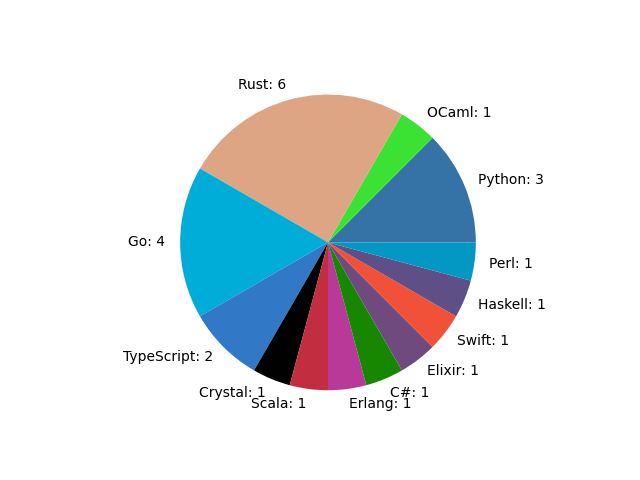 Rust: 6
OCaml: 1
Python: 3
Go: 4
Perl: 1
Haskell: 1
Swift: 1
TypeScript: 2
Elixir: 1
Crystal: 1
C#: 1
Scala: 1
Erlang: 1